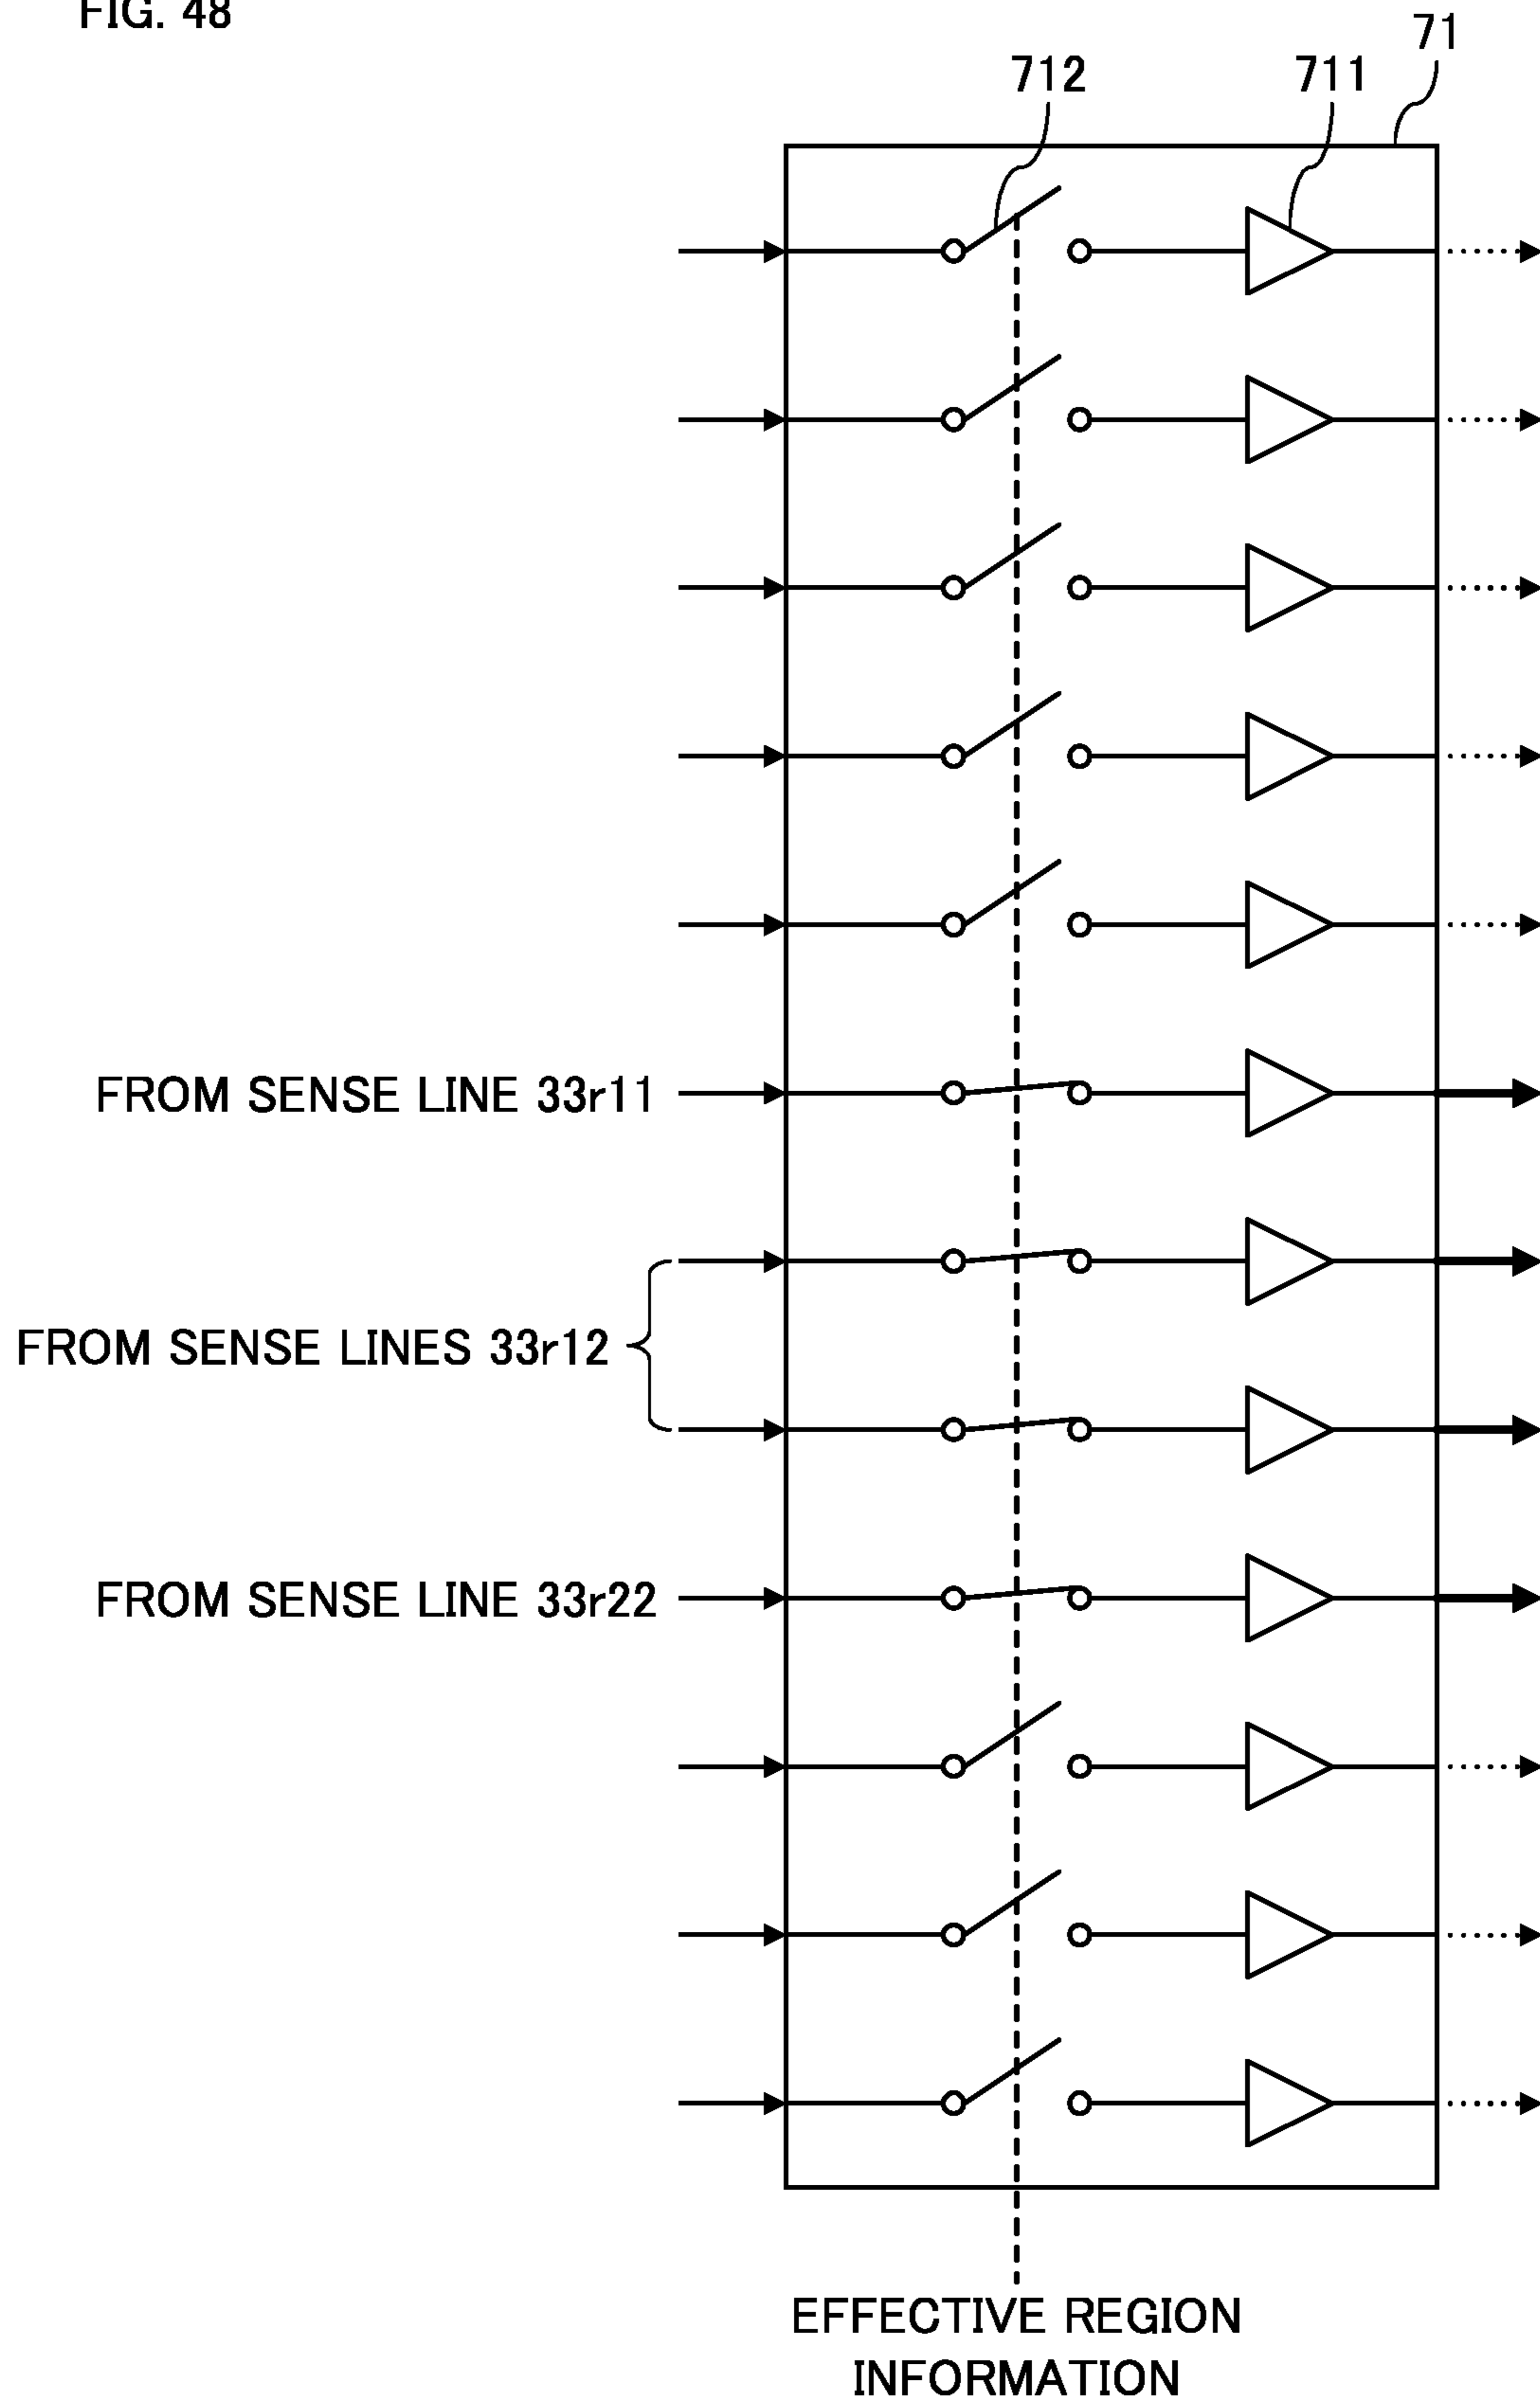 FIG. 48
71
712
711
FROM SENSE LINE 33r11
FROM SENSE LINES 33r12
FROM SENSE LINE 33r22
EFFECTIVE REGION
INFORMATION